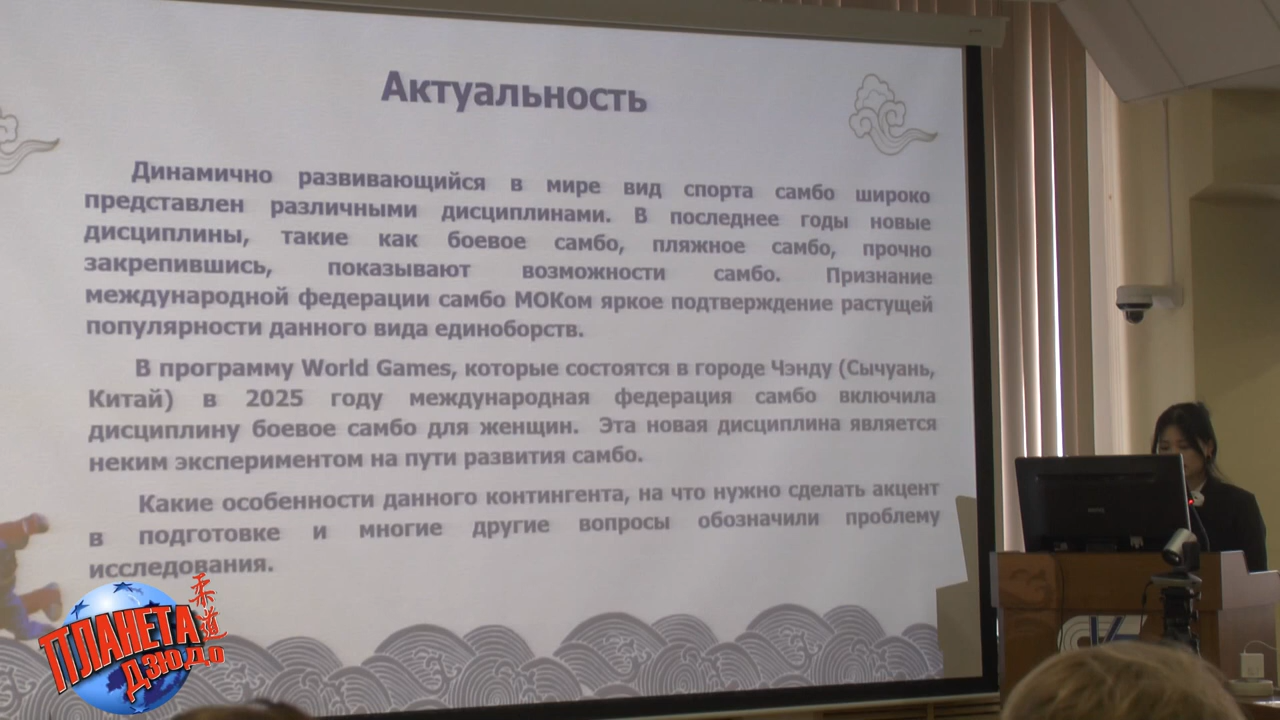 Актуальность
Динамично развивающийся в мире вид спорта самбо широко
представлен различными дисциплинами. В последнее годы новые
дисциплины, такие как боевое самбо, пляжное самбо, прочно
закрепившись, показывают возможности самбо. Признание
международной федерации самбо МОКом яркое подтверждение растущей
популярности данного вида единоборств.
В программу World Games, которые состоятся в городе Чэнду (Сычуань,
Китай) в 2025 году международная федерация самбо включила
дисциплину боевое самбо для женщин. Эта новая дисциплина является
неким экспериментом на пути развития самбо.
Какие особенности данного контингента, на что нужно сделать акцент
в подготовке и многие другие вопросы обозначили проблему
исследования.
ПЛАНЕТА
ДЗЮДО
柔道